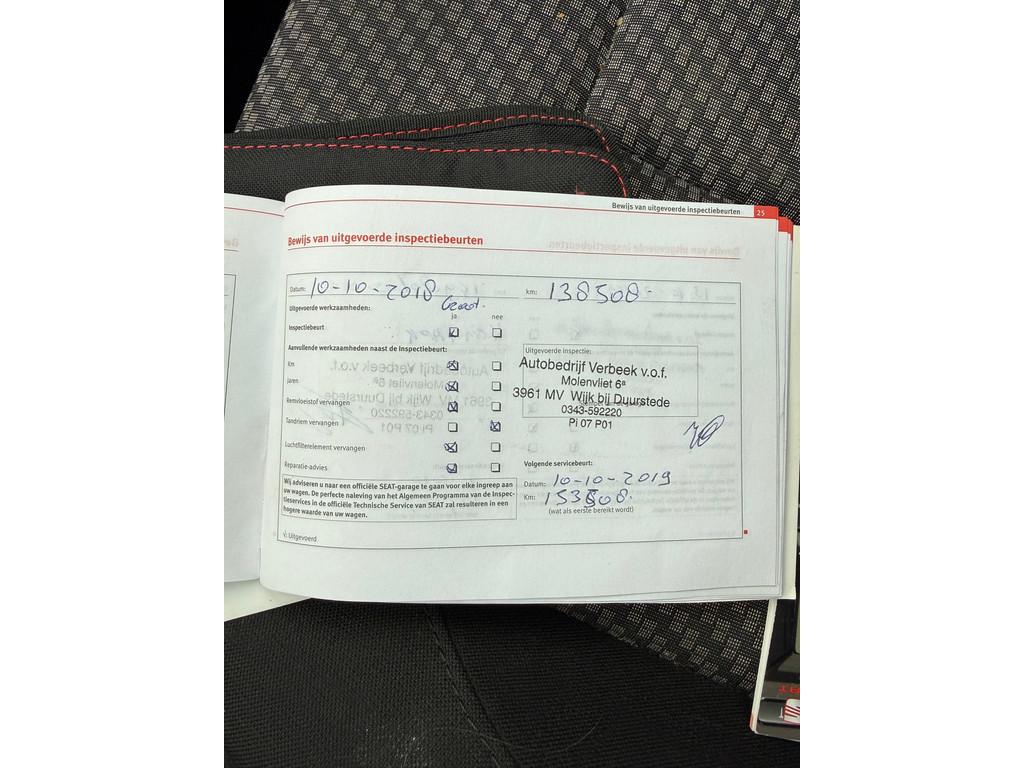 Bewijs van uitgevoerde inspectiebeurten 25
Bewijs van uitgevoerde inspectiebeurten
Datum: 10-10-2018 km: 138508-
Uitgevoerde werkzaamheden:
ja nee
Inspectiebeurt
Aanvullende werkzaamheden naast de Inspectiebeurt:
Km
Jaren
Remvloeistof vervangen
Tandriem vervangen
Luchtfilterelement vervangen
Reparatie-advies
Uitgevoerde inspectie:
Autobedrijf Verbeek v.o.f.
Molenvliet 6a
3961 MV Wijk bij Duurstede
0343-592220
Pi 07 P01
Volgende servicebeurt:
Datum: 10-10-2019
Km: 153508.
(wat als eerste bereikt wordt)
Wij adviseren u naar een officiële SEAT-garage te gaan voor elke ingreep aan
uw wagen. De perfecte naleving van het Algemeen Programma van de Inspec-
tieservices in de officiële Technische Service van SEAT zal resulteren in een
hogere waarde van uw wagen.
√: Uitgevoerd